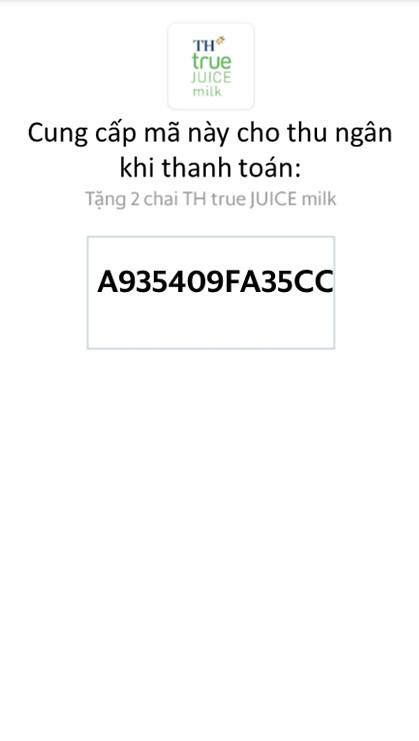 TH
true
JUICE
milk
Cung cấp mã này cho thu ngân
khi thanh toán:
Tặng 2 chai TH true JUICE milk
A935409FA35CC